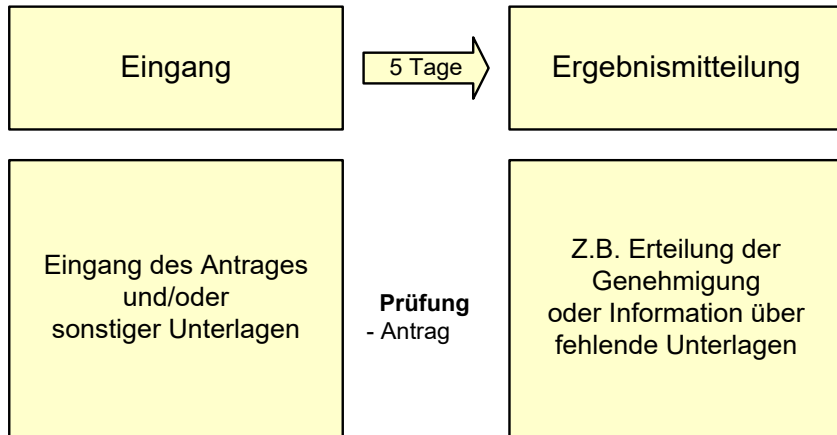 Eingang
5 Tage
Ergebnismitteilung
Eingang des Antrages
und/oder
sonstiger Unterlagen
Prüfung
- Antrag
Z.B. Erteilung der
Genehmigung
oder Information über
fehlende Unterlagen